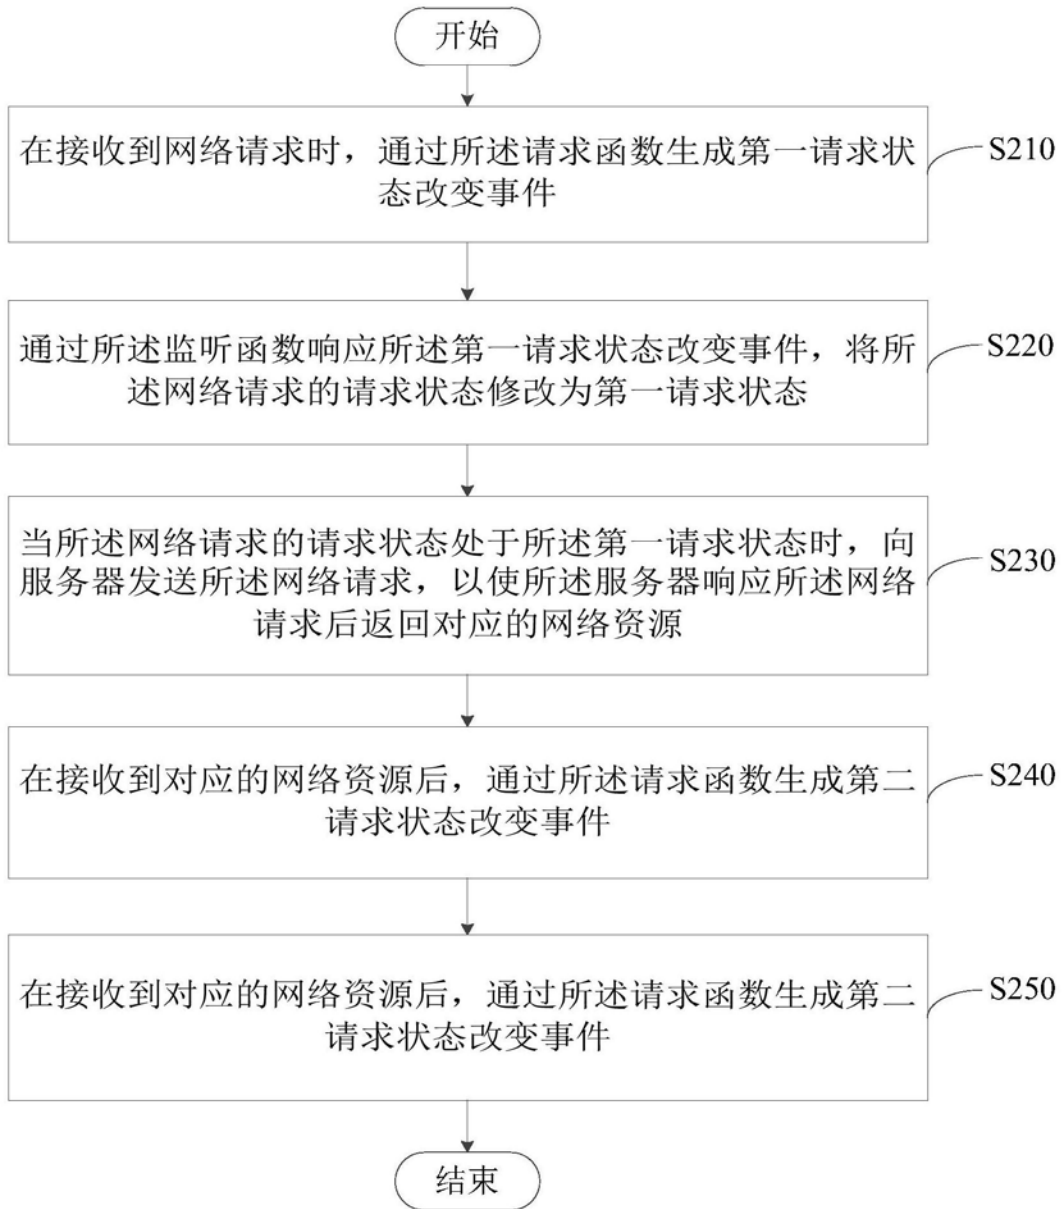 开始
在接收到网络请求时，通过所述请求函数生成第一请求状
态改变事件
S210
通过所述监听函数响应所述第一请求状态改变事件，将所
述网络请求的请求状态修改为第一请求状态
S220
当所述网络请求的请求状态处于所述第一请求状态时，向
服务器发送所述网络请求，以使所述服务器响应所述网络
请求后返回对应的网络资源
S230
在接收到对应的网络资源后，通过所述请求函数生成第二
请求状态改变事件
S240
在接收到对应的网络资源后，通过所述请求函数生成第二
请求状态改变事件
S250
结束